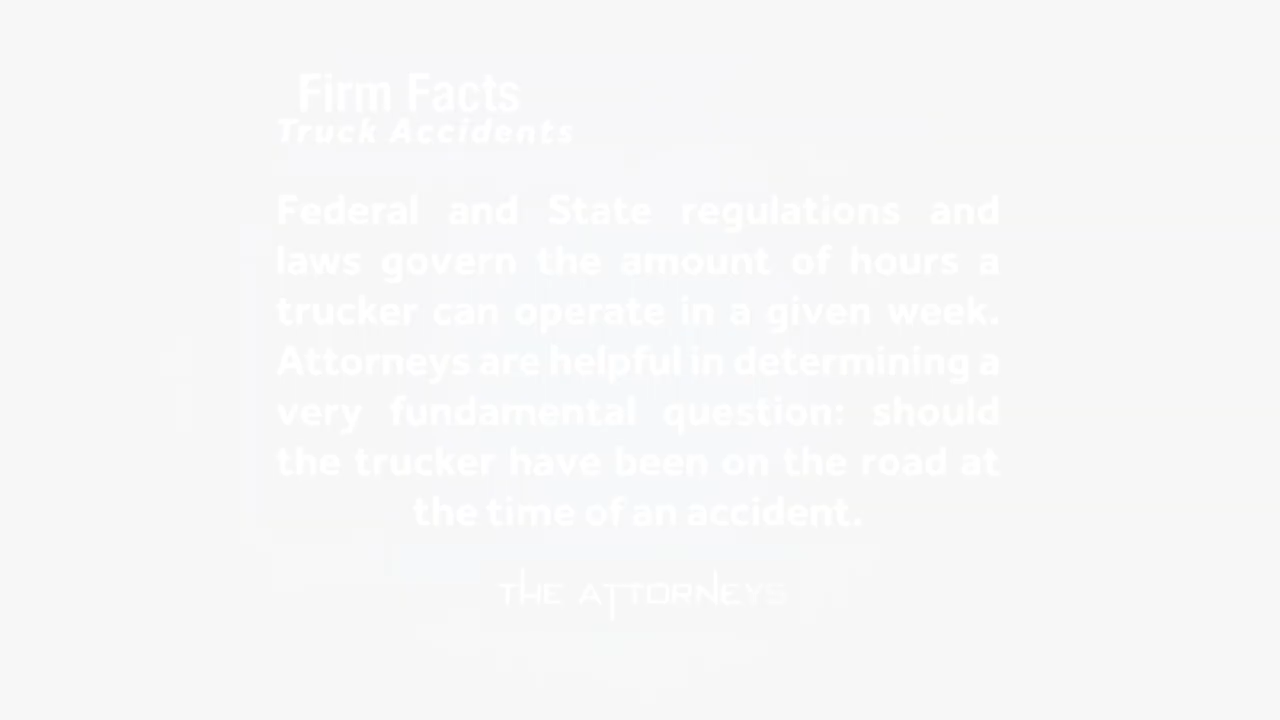 Firm Facts
Truck Accidents
Federal and State regulations and
laws govern the amount of hours a
trucker can operate in a given week.
Attorneys are helpful in determining a
very fundamental question: should
the trucker have been on the road at
the time of an accident.
THE ATTORNEYS